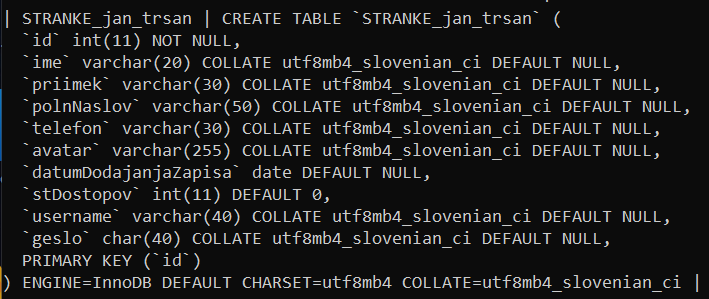 | STRANKE_jan_trsan | CREATE TABLE `STRANKE_jan_trsan` (
`id` int(11) NOT NULL,
`ime` varchar(20) COLLATE utf8mb4_slovenian_ci DEFAULT NULL,
`priimek` varchar(30) COLLATE utf8mb4_slovenian_ci DEFAULT NULL,
`polnNaslov` varchar(50) COLLATE utf8mb4_slovenian_ci DEFAULT NULL,
`telefon` varchar(30) COLLATE utf8mb4_slovenian_ci DEFAULT NULL,
`avatar` varchar(255) COLLATE utf8mb4_slovenian_ci DEFAULT NULL,
`datumDodajanjaZapisa` date DEFAULT NULL,
`stDostopov` int(11) DEFAULT 0,
`username` varchar(40) COLLATE utf8mb4_slovenian_ci DEFAULT NULL,
`geslo` char(40) COLLATE utf8mb4_slovenian_ci DEFAULT NULL,
PRIMARY KEY (`id`)
) ENGINE=InnoDB DEFAULT CHARSET=utf8mb4 COLLATE=utf8mb4_slovenian_ci |